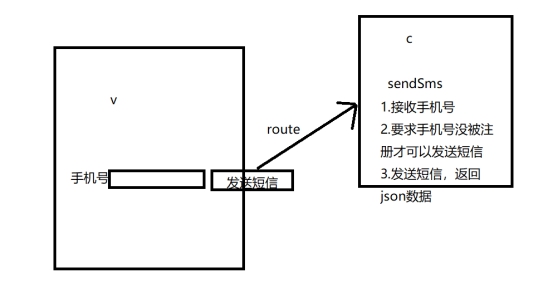 v
手机号
发送短信
route
c
sendSms
1.接收手机号
2.要求手机号没被注
册才可以发送短信
3.发送短信，返回
json数据